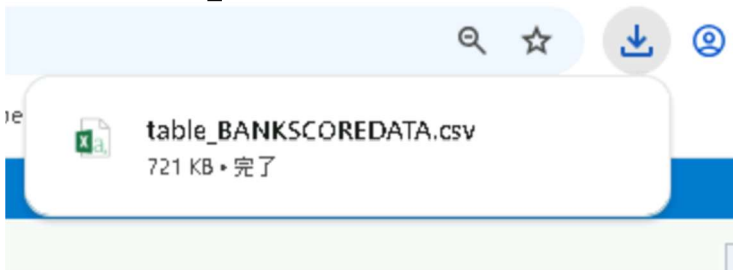 table_BANKSCOREDATA.csv
721 KB • 完了